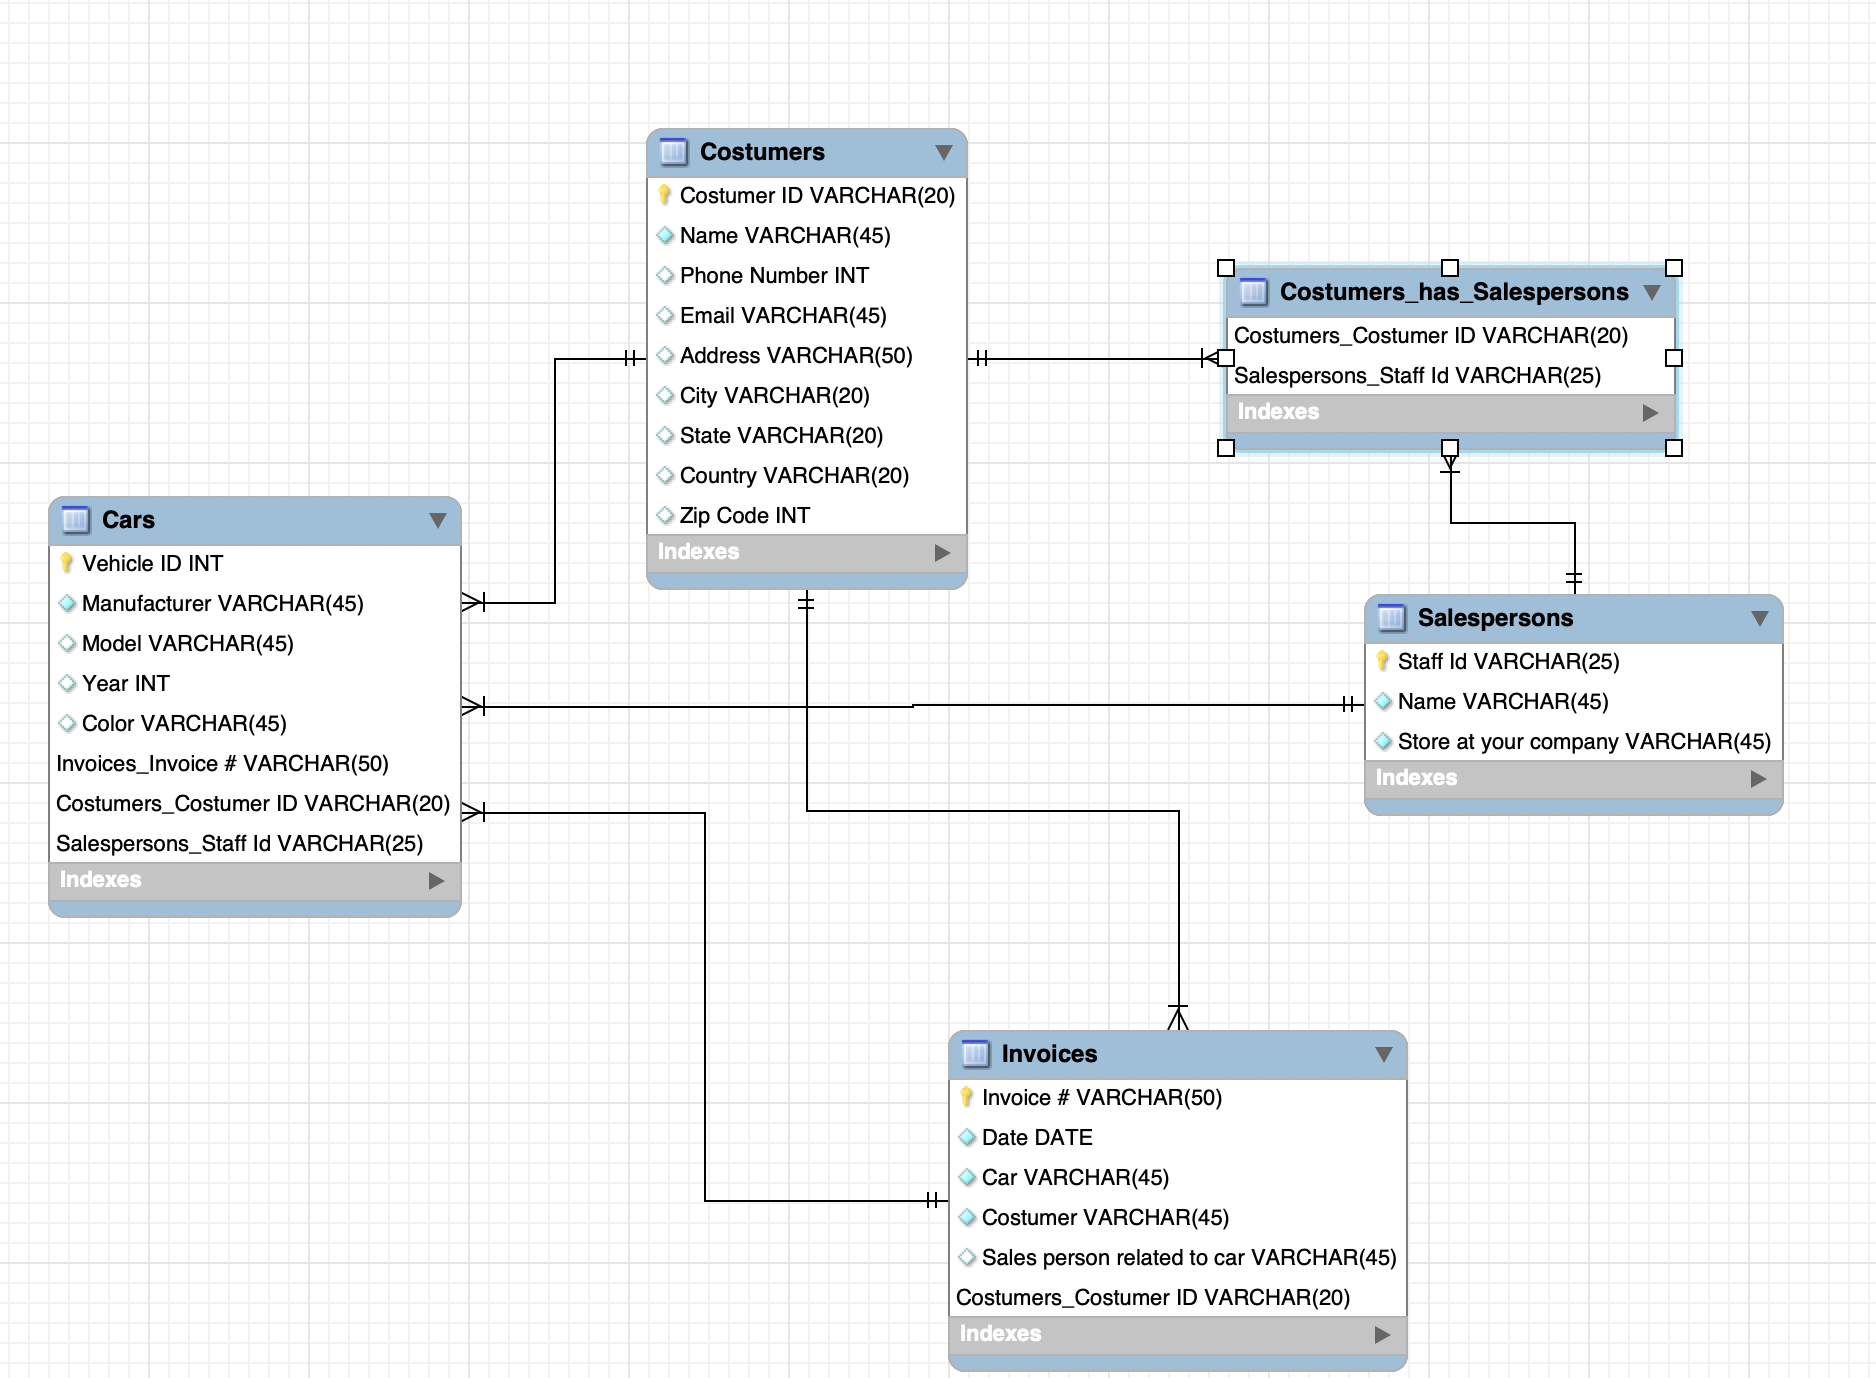 Costumers
Costumer ID VARCHAR(20)
Name VARCHAR(45)
Phone Number INT
Email VARCHAR(45)
Address VARCHAR(50)
City VARCHAR(20)
State VARCHAR(20)
Country VARCHAR(20)
Zip Code INT
Indexes
Costumers_has_Salespersons
Costumers_Costumer ID VARCHAR(20)
Salespersons_Staff Id VARCHAR(25)
Indexes
Cars
Vehicle ID INT
Manufacturer VARCHAR(45)
Model VARCHAR(45)
Year INT
Color VARCHAR(45)
Invoices_Invoice # VARCHAR(50)
Costumers_Costumer ID VARCHAR(20)
Salespersons_Staff Id VARCHAR(25)
Indexes
Salespersons
Staff Id VARCHAR(25)
Name VARCHAR(45)
Store at your company VARCHAR(45)
Indexes
Invoices
Invoice # VARCHAR(50)
Date DATE
Car VARCHAR(45)
Costumer VARCHAR(45)
Sales person related to car VARCHAR(45)
Costumers_Costumer ID VARCHAR(20)
Indexes